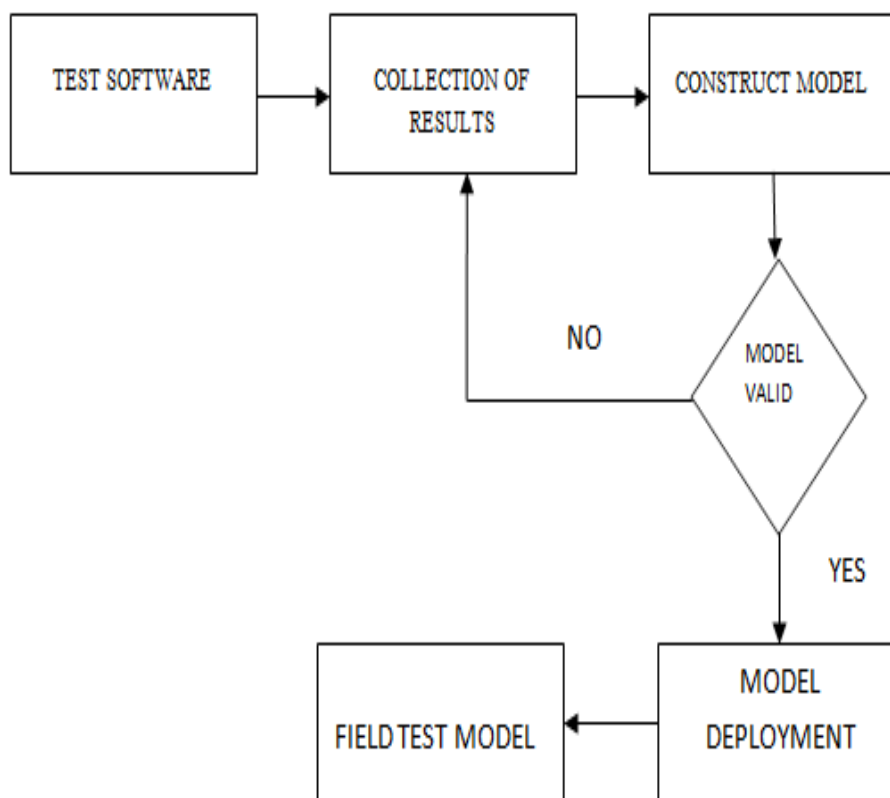 TEST SOFTWARE
COLLECTION OF
RESULTS
CONSTRUCT MODEL
NO
MODEL
VALID
YES
MODEL
DEPLOYMENT
FIELD TEST MODEL